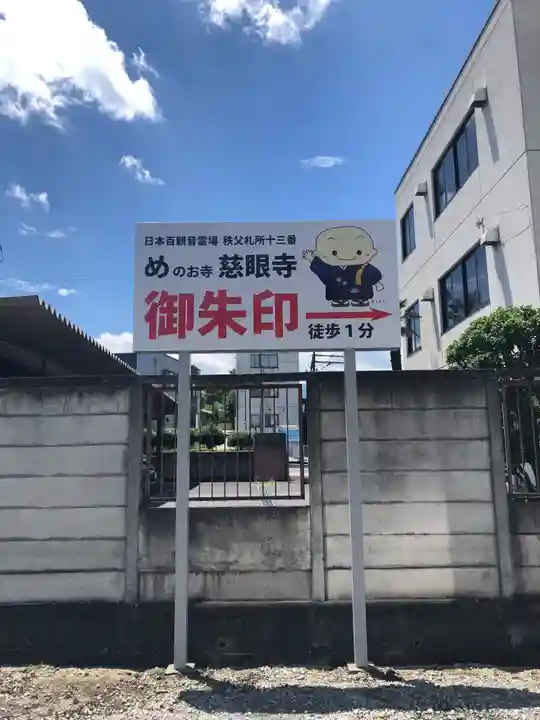 日本百観音霊場 秩父札所十三番
めのお寺 慈眼寺
御朱印
徒歩1分